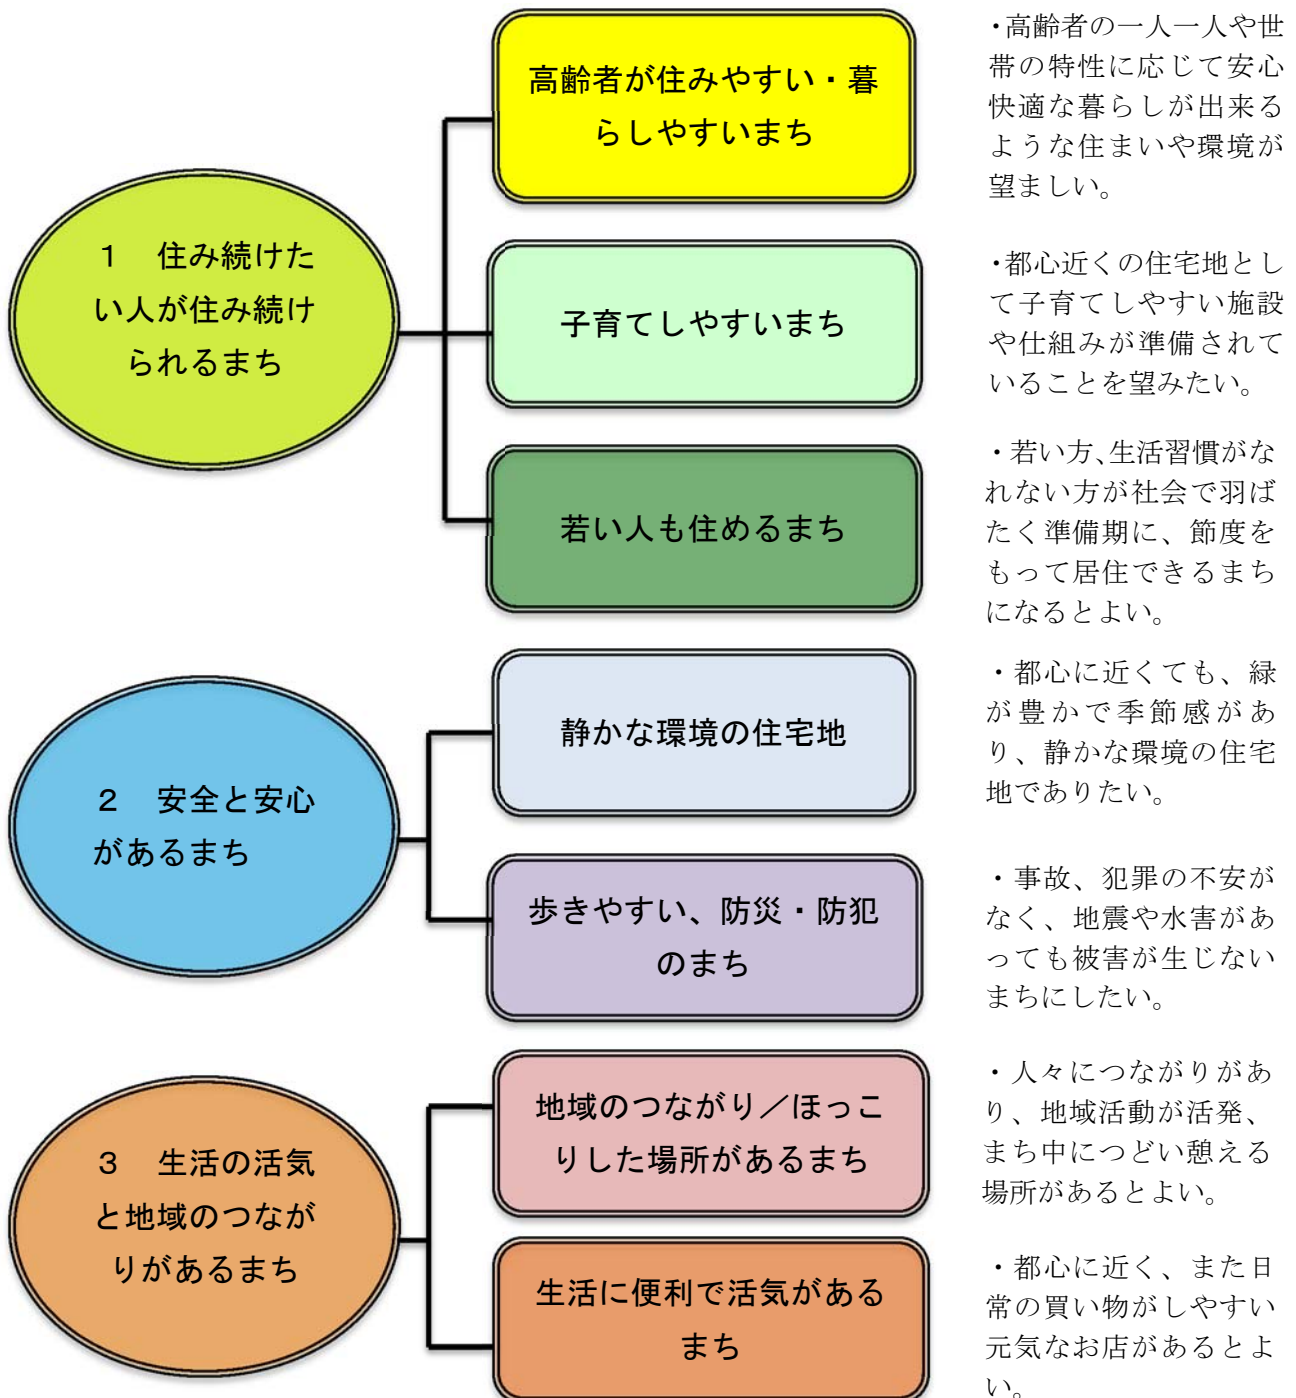 1　住み続けた
い人が住み続け
られるまち
高齢者が住みやすい・暮
らしやすいまち
・高齢者の一人一人や世
帯の特性に応じて安心
快適な暮らしが出来る
ような住まいや環境が
望ましい。
子育てしやすいまち
・都心近くの住宅地とし
て子育てしやすい施設
や仕組みが準備されて
いることを望みたい。
若い人も住めるまち
・若い方、生活習慣がな
れない方が社会で羽ば
たく準備期に、節度を
もって居住できるまち
になるとよい。
2　安全と安心
があるまち
静かな環境の住宅地
・都心に近くても、緑
が豊かで季節感があ
り、静かな環境の住宅
地でありたい。
歩きやすい、防災・防犯
のまち
・事故、犯罪の不安が
なく、地震や水害があ
っても被害が生じない
まちにしたい。
3　生活の活気
と地域のつなが
りがあるまち
地域のつながり／ほっこ
りした場所があるまち
・人々につながりがあ
り、地域活動が活発、
まち中につどい憩える
場所があるとよい。
生活に便利で活気がある
まち
・都心に近く、また日
常の買い物がしやすい
元気なお店があるとよ
い。